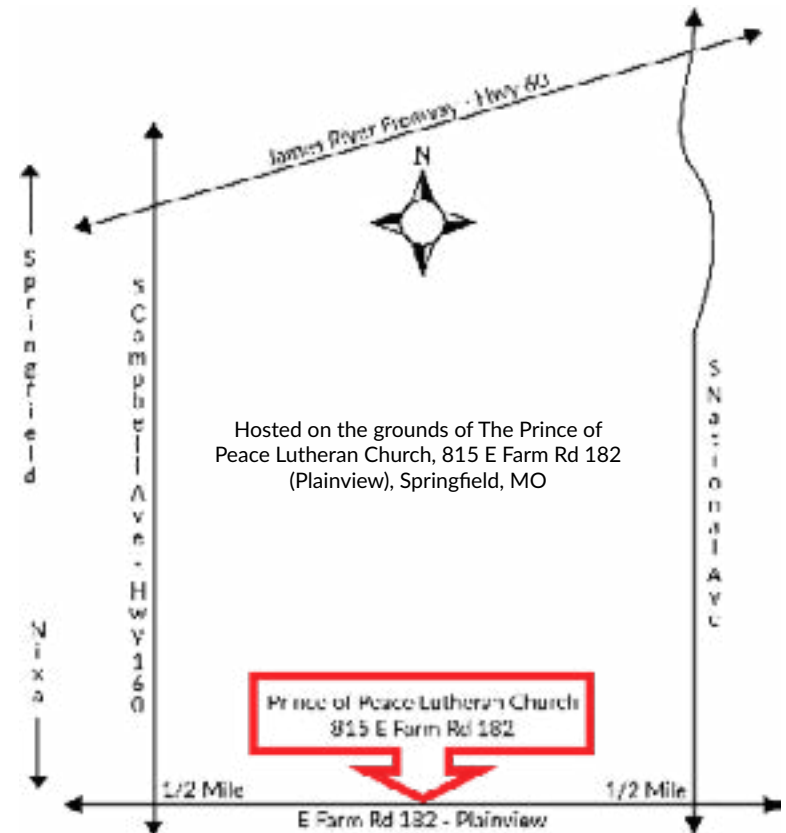 James River Freeway - Hwy 60
N
Springfield
S Campbell Ave - Hwy 160
S National Ave
Hosted on the grounds of The Prince of
Peace Lutheran Church, 815 E Farm Rd 182
(Plainview), Springfield, MO
Nixa
Prince of Peace Lutheran Church
815 E Farm Rd 182
1/2 Mile
1/2 Mile
E Farm Rd 182 - Plainview